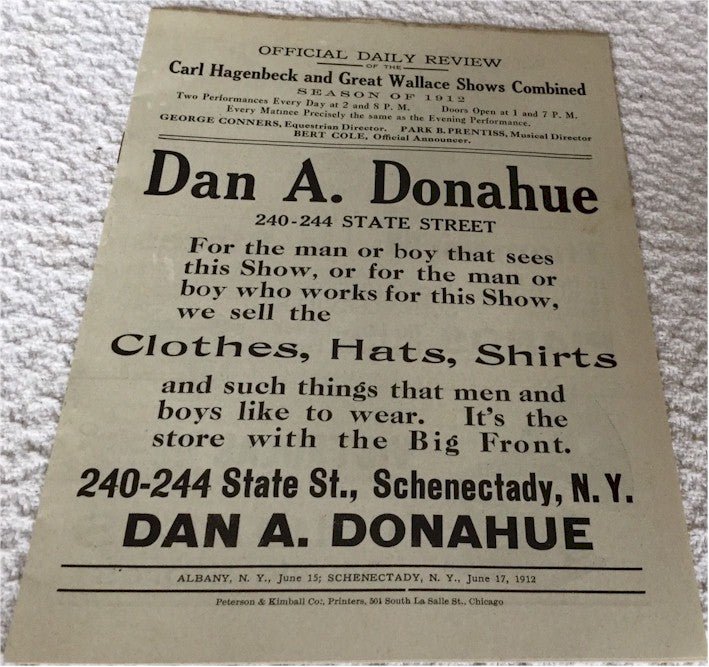 OFFICIAL DAILY REVIEW
OF THE
Carl Hagenbeck and Great Wallace Shows Combined
SEASON OF 1912
Two Performances Every Day at 2 and 8 P. M. Doors Open at 1 and 7 P. M.
Every Matinee Precisely the same as the Evening Performance.
GEORGE CONNERS, Equestrian Director. PARK B. PRENTISS, Musical Director
BERT COLE, Official Announcer.
Dan A. Donahue
240-244 STATE STREET
For the man or boy that sees
this Show, or for the man or
boy who works for this Show,
we sell the
Clothes, Hats, Shirts
and such things that men and
boys like to wear. It's the
store with the Big Front.
240-244 State St., Schenectady, N. Y.
DAN A. DONAHUE
ALBANY, N. Y., June 15; SCHENECTADY, N. Y., June 17, 1912
Peterson & Kimball Co., Printers, 501 South La Salle St., Chicago